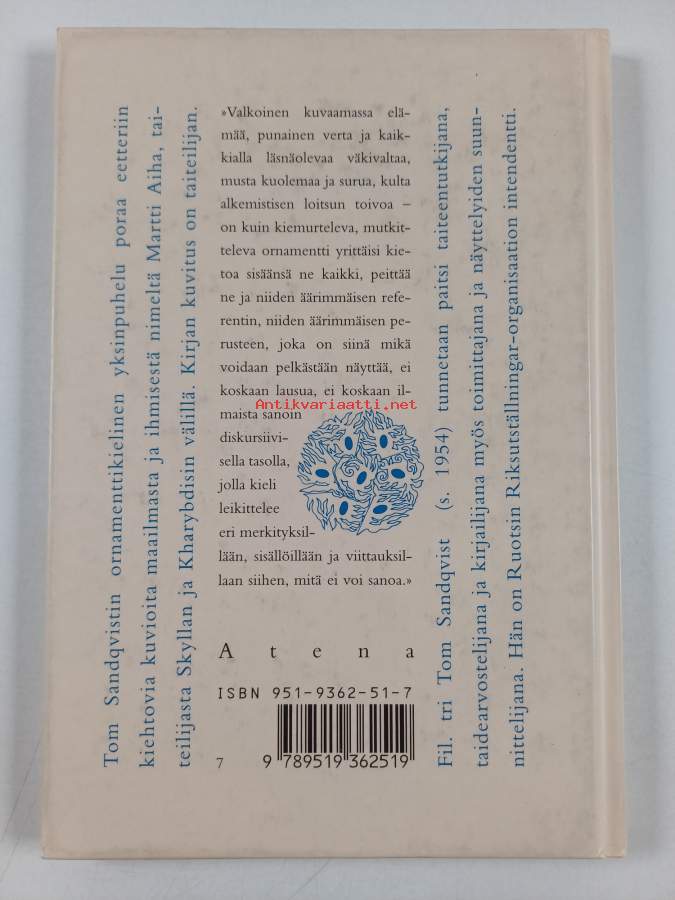 Tom Sandqvistin ornamenttikielinen yksinpuhelu poraa eetteriin
kiehtovia kuvioita maailmasta ja ihmisestä nimeltä Martti Aiha, tai-
teilijasta Skyllan ja Kharybdisin välillä. Kirjan kuvitus on taiteilijan.
»Valkoinen kuvaamassa elä-
mää, punainen verta ja kaik-
kialla läsnäolevaa väkivaltaa,
musta kuolemaa ja surua, kulta
alkemistisen loitsun toivoa –
on kuin kiemurteleva, mutkit-
televa ornamentti yrittäisi kie-
toa sisäänsä ne kaikki, peittää
ne ja niiden äärimmäisen refe-
rentin, niiden äärimmäisen pe-
rusteen, joka on siinä mikä
voidaan pelkästään näyttää, ei
koskaan lausua, ei koskaan il-
maista sanoin
diskursiivi-
sella tasolla,
jolla kieli
leikittelee
eri merkityksil-
lään, sisällöillään ja viittauksil-
laan siihen, mitä ei voi sanoa.»
Antikvariaatti.net
Atena
ISBN 951-9362-51-7
7
9 789519 362519
Fil. tri Tom Sandqvist (s. 1954) tunnetaan paitsi taiteentutkijana,
taidearvostelijana ja kirjailijana myös toimittajana ja näyttelyiden suun-
nittelijana. Hän on Ruotsin Riksutställningar-organisaation intendentti.